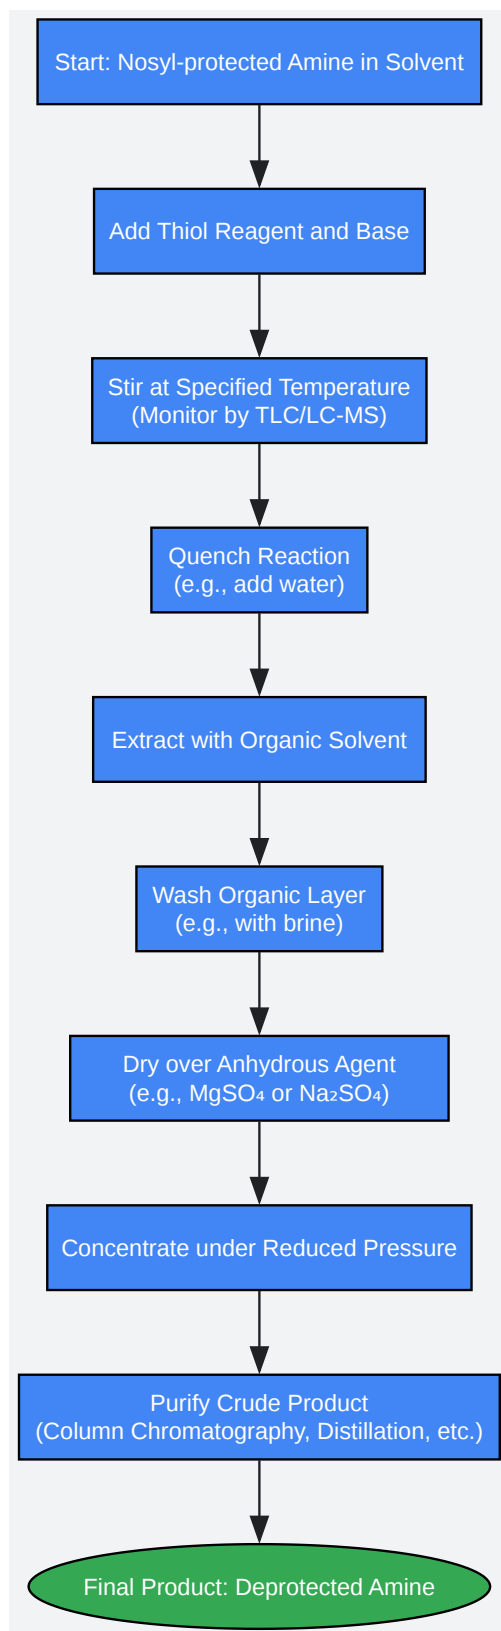 Start: Nosyl-protected Amine in Solvent
Add Thiol Reagent and Base
Stir at Specified Temperature
(Monitor by TLC/LC-MS)
Quench Reaction
(e.g., add water)
Extract with Organic Solvent
Wash Organic Layer
(e.g., with brine)
Dry over Anhydrous Agent
(e.g., MgSO₄ or Na₂SO₄)
Concentrate under Reduced Pressure
Purify Crude Product
(Column Chromatography, Distillation, etc.)
Final Product: Deprotected Amine